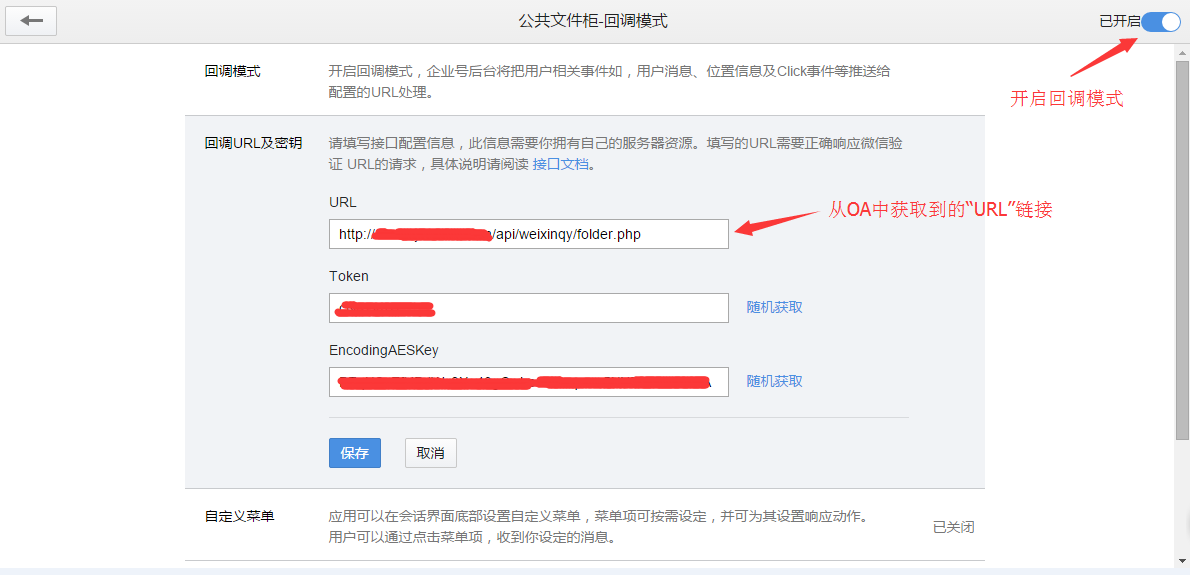 公共文件柜-回调模式
已开启
开启回调模式
回调模式
开启回调模式，企业号后台将把用户相关事件如，用户消息、位置信息及Click事件等推送给
配置的URL处理。
回调URL及密钥
请填写接口配置信息，此信息需要你拥有自己的服务器资源。填写的URL需要正确响应微信验
证 URL的请求，具体说明请阅读 接口文档。
URL
http://
/api/weixinqy/folder.php
从OA中获取到的“URL”链接
Token
随机获取
EncodingAESKey
随机获取
保存
取消
自定义菜单
应用可以在会话界面底部设置自定义菜单，菜单项可按需设定，并可为其设置响应动作。
用户可以通过点击菜单项，收到你设定的消息。
已关闭